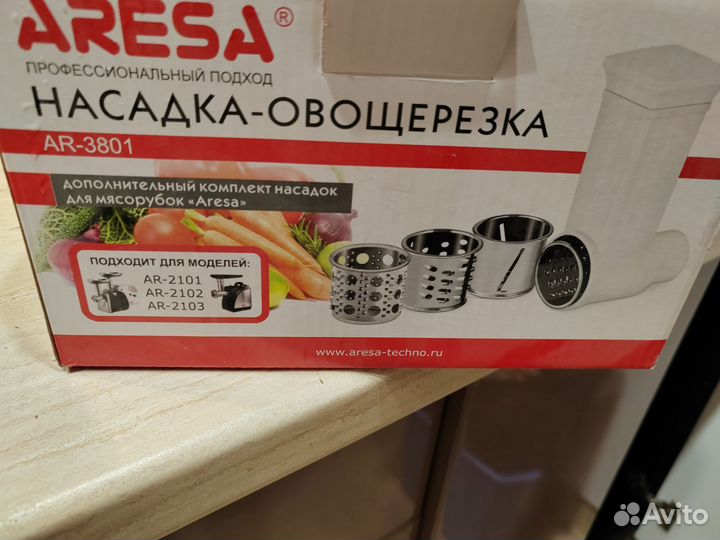 ARESA®
ПРОФЕССИОНАЛЬНЫЙ ПОДХОД
НАСАДКА-ОВОЩЕРЕЗКА
AR-3801
ДОПОЛНИТЕЛЬНЫЙ КОМПЛЕКТ НАСАДОК
ДЛЯ МЯСОРУБОК «Aresa»
ПОДХОДИТ ДЛЯ МОДЕЛЕЙ:
AR-2101
AR-2102
AR-2103
www.aresa-techno.ru
Avito